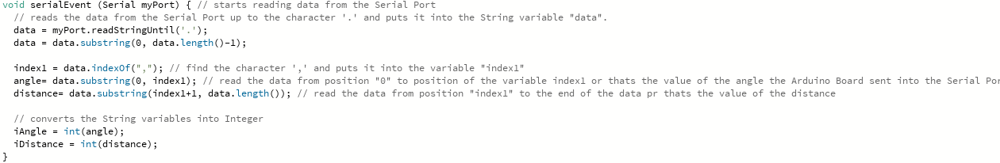 void serialEvent (Serial myPort) { // starts reading data from the Serial Port
  // reads the data from the Serial Port up to the character '.' and puts it into the String variable "data".
  data = myPort.readStringUntil('.');
  data = data.substring(0, data.length()-1);

  index1 = data.indexOf(","); // find the character ',' and puts it into the variable "index1"
  angle= data.substring(0, index1); // read the data from position "0" to position of the variable index1 or thats the value of the angle the Arduino Board sent into the Serial Por
  distance= data.substring(index1+1, data.length()); // read the data from position "index1" to the end of the data pr thats the value of the distance

  // converts the String variables into Integer
  iAngle = int(angle);
  iDistance = int(distance);
}